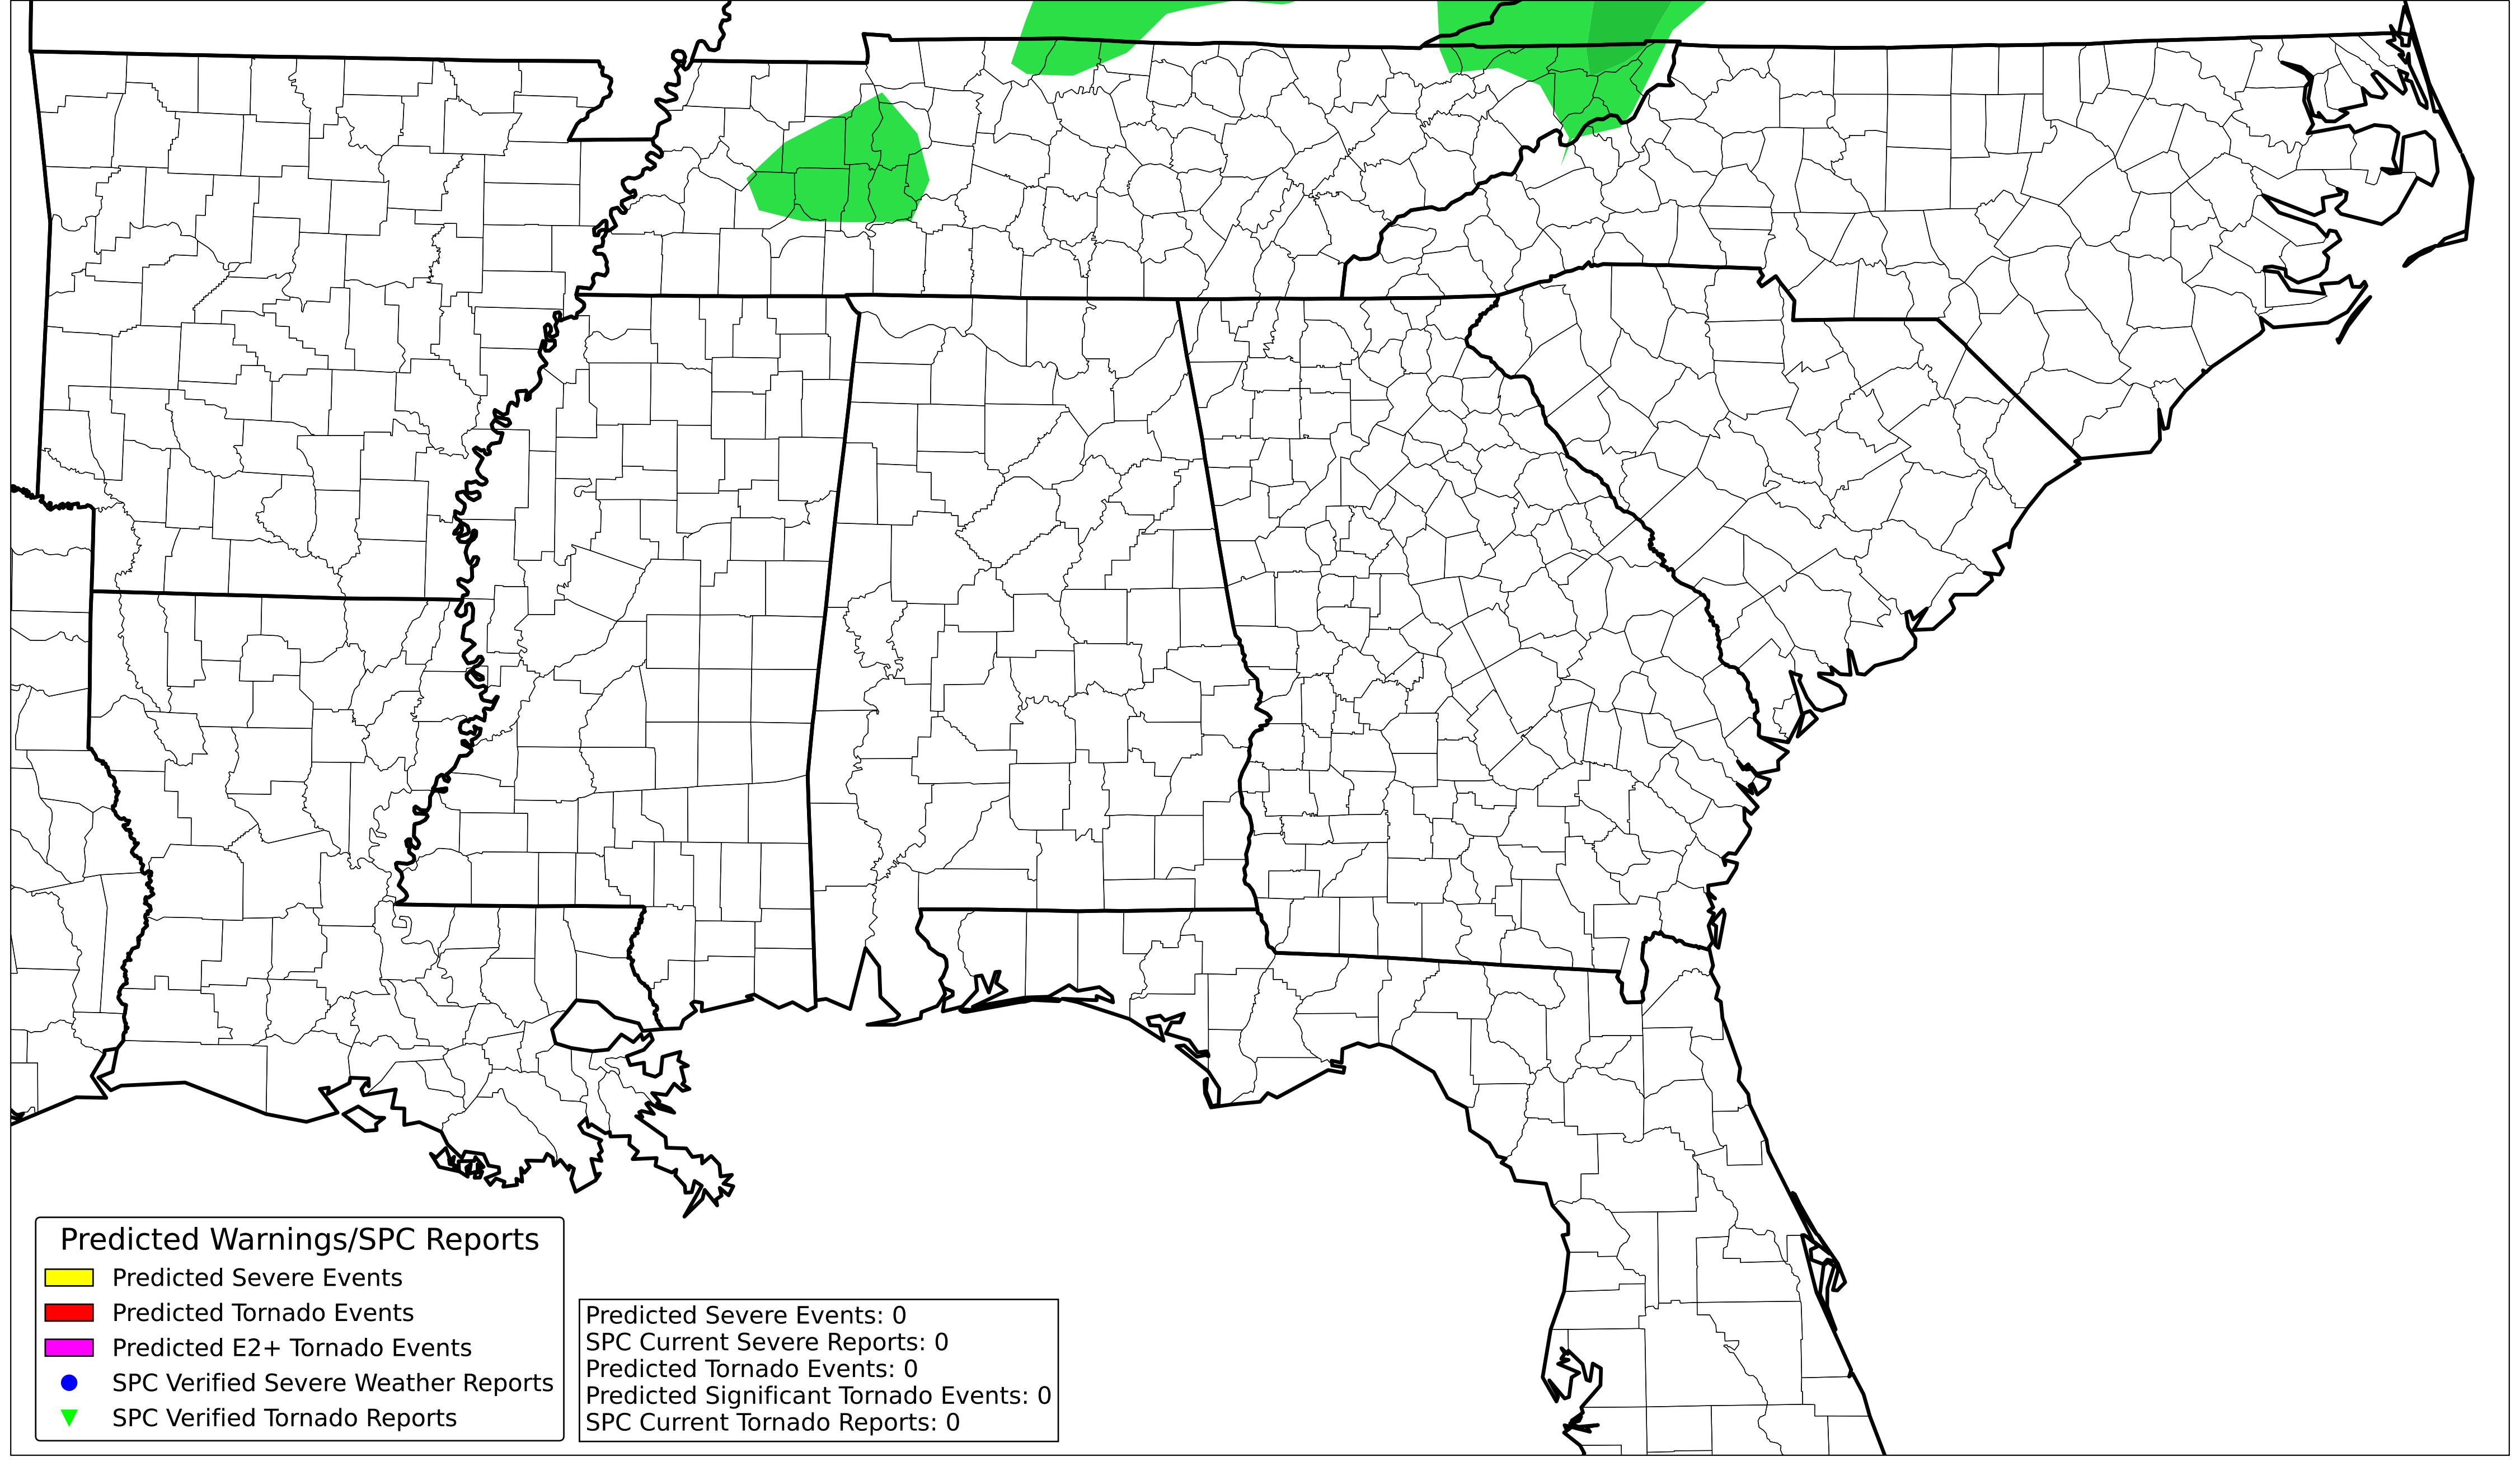 Predicted Warnings/SPC Reports
Predicted Severe Events
Predicted Tornado Events
Predicted E2+ Tornado Events
SPC Verified Severe Weather Reports
SPC Verified Tornado Reports
Predicted Severe Events: 0
SPC Current Severe Reports: 0
Predicted Tornado Events: 0
Predicted Significant Tornado Events: 0
SPC Current Tornado Reports: 0